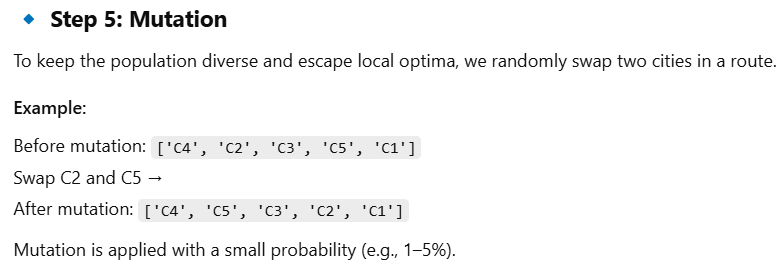 Step 5: Mutation
To keep the population diverse and escape local optima, we randomly swap two cities in a route.
Example:
Before mutation: ['C4', 'C2', 'C3', 'C5', 'C1']
Swap C2 and C5 →
After mutation: ['C4', 'C5', 'C3', 'C2', 'C1']
Mutation is applied with a small probability (e.g., 1–5%).